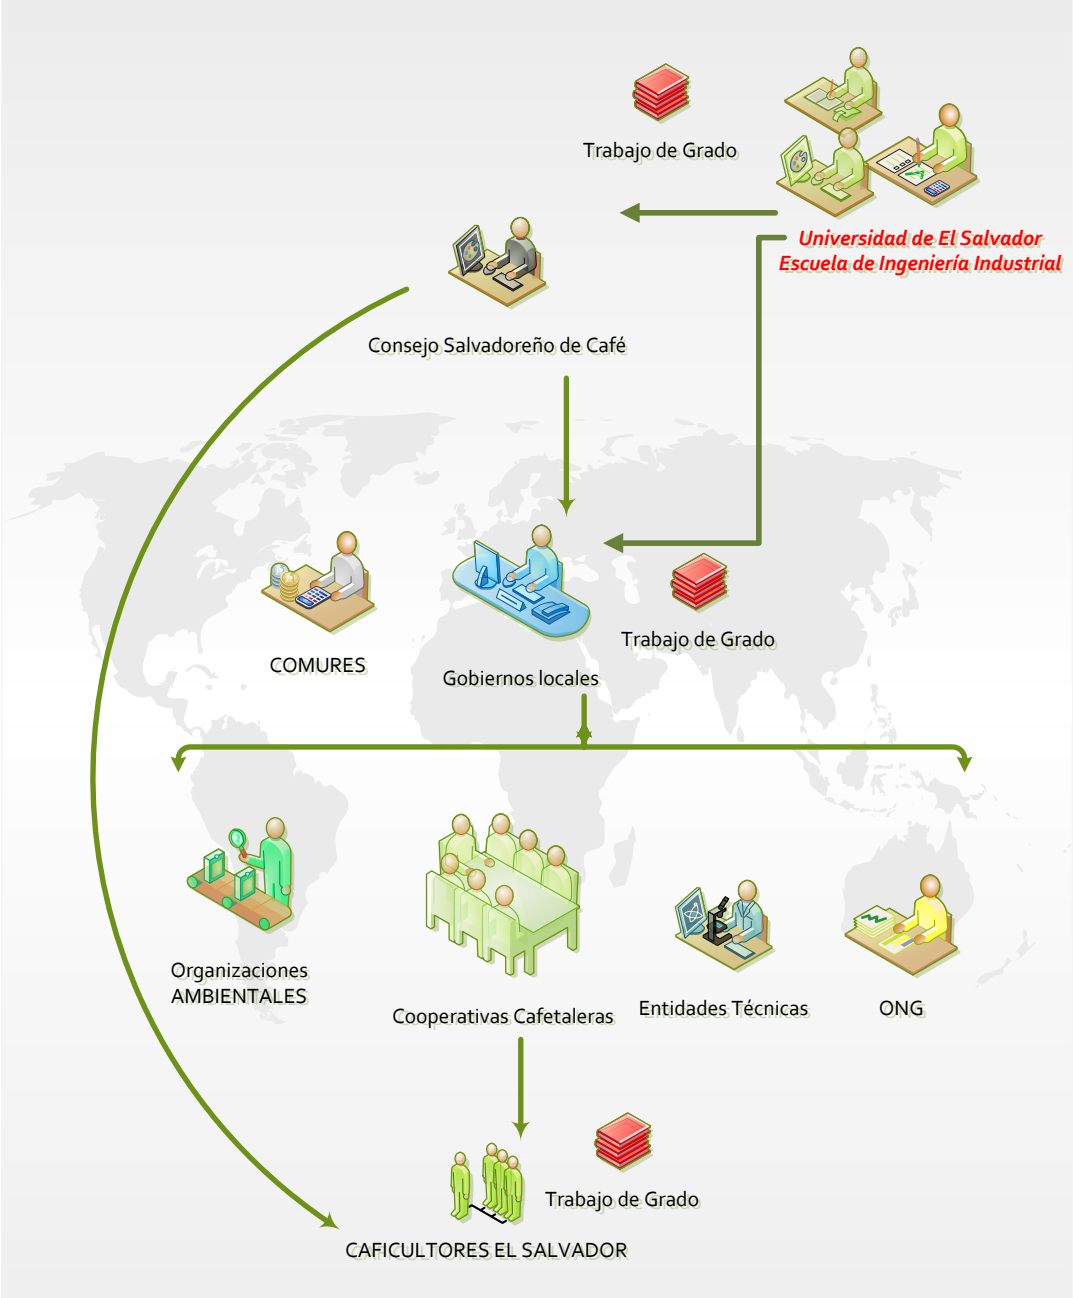 Trabajo de Grado
Universidad de El Salvador
Escuela de Ingeniería Industrial
Consejo Salvadoreño de Café
COMURES
Gobiernos locales
Trabajo de Grado
Organizaciones
AMBIENTALES
Cooperativas Cafetaleras
Entidades Técnicas
ONG
Trabajo de Grado
CAFICULTORES EL SALVADOR